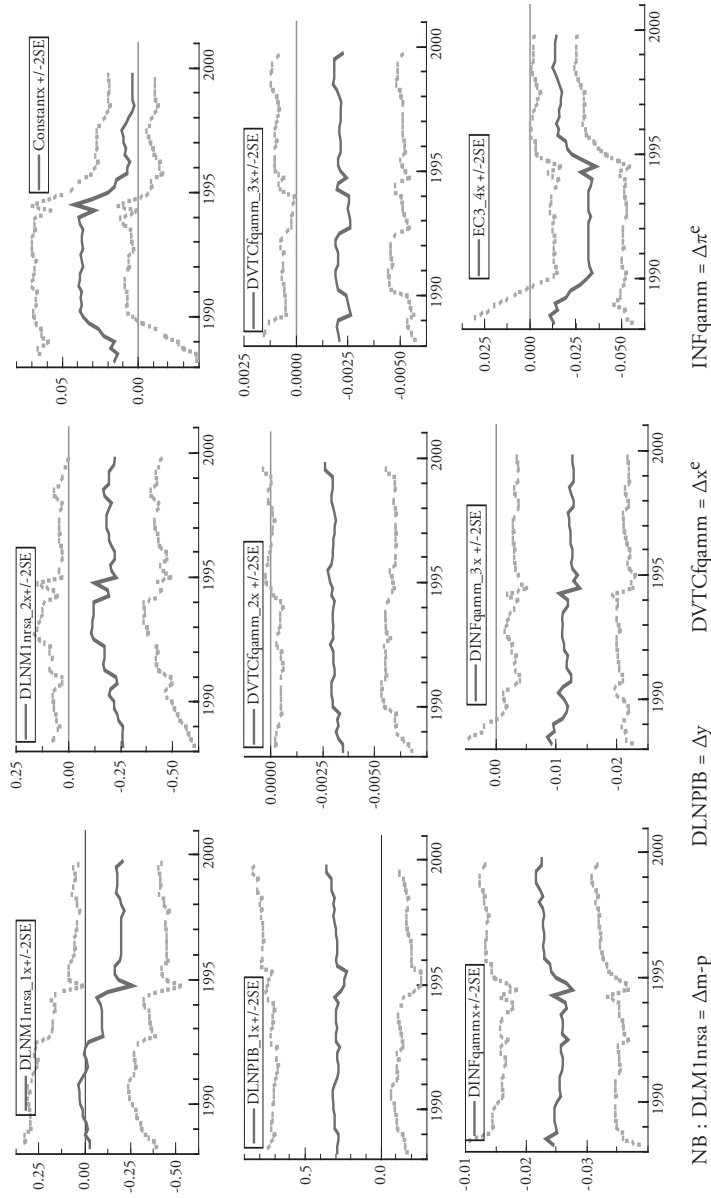 DLNM1nrsa_1x+/-2SE
0.25
0.00
-0.25
-0.50
1990 1995 2000
DLNM1nrsa_2x+/-2SE
0.25
0.00
-0.25
-0.50
1990 1995 2000
Constantx +/-2SE
0.05
0.00
1990 1995 2000
DLNPIB_1x+/-2SE
0.5
0.0
1990 1995 2000
DVTCfqamm_2x +/-2SE
0.0000
-0.0025
-0.0050
1990 1995 2000
DVTCfqamm_3x+/-2SE
0.0000
-0.0025
-0.0050
1990 1995 2000
DINFqammx+/-2SE
-0.01
-0.02
-0.03
1990 1995 2000
DINFqamm_3x +/-2SE
0.00
-0.01
-0.02
1990 1995 2000
EC3_4x +/-2SE
0.025
0.000
-0.025
-0.050
1990 1995 2000
NB : DLM1nrsa = Δm-p DLNPIB = Δy DVTCfqamm = Δxᵉ INFqamm = Δπᵉ